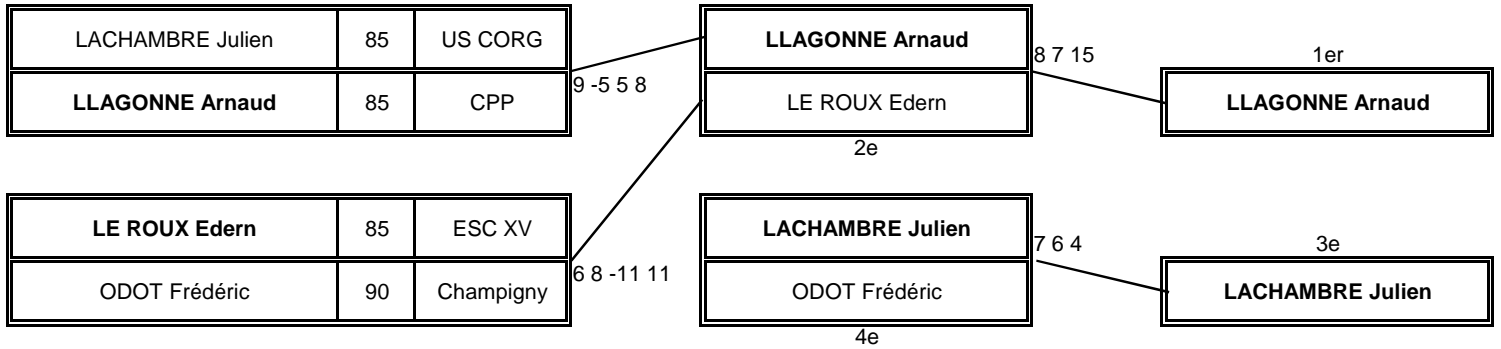 LACHAMBRE Julien 85 US CORG
LLAGONNE Arnaud 85 CPP
9 -5 5 8
LE ROUX Edern 85 ESC XV
ODOT Frédéric 90 Champigny
6 8 -11 11
LLAGONNE Arnaud
LE ROUX Edern
2e
8 7 15
LACHAMBRE Julien
ODOT Frédéric
4e
7 6 4
1er
LLAGONNE Arnaud
3e
LACHAMBRE Julien